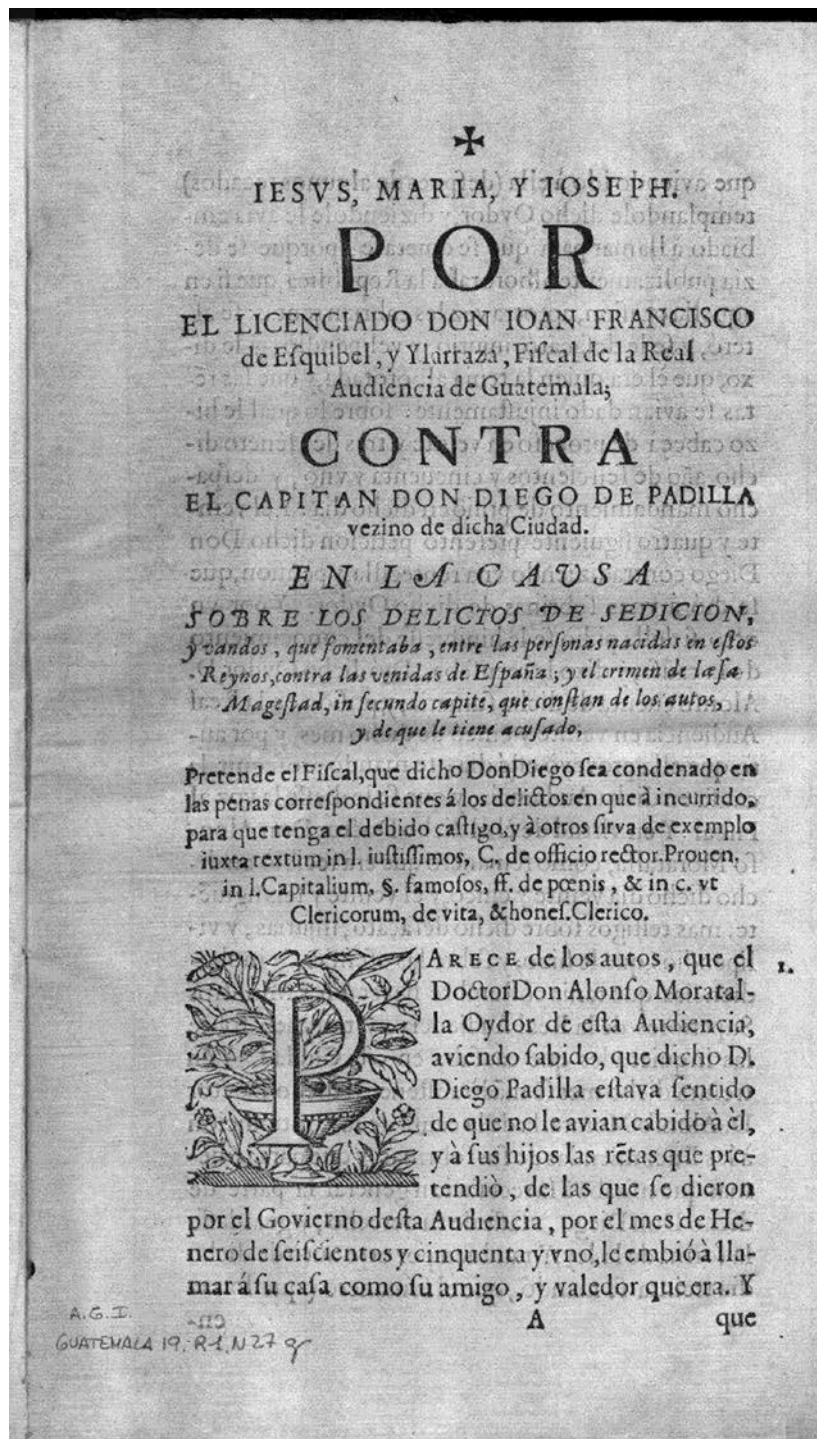 ✠
IESVS, MARIA, Y IOSEPH.
POR
EL LICENCIADO DON IOAN FRANCISCO
de Eſquibel, y Ylarraza, Fiſcal de la Real
Audiencia de Guatemala;
CONTRA
EL CAPITAN DON DIEGO DE PADILLA
vezino de dicha Ciudad.
EN LA CAVSA
SOBRE LOS DELICTOS DE SEDICION,
y vandos, que fomentaba, entre las perſonas nacidas en eſtos
Reynos, contra las venidas de Eſpaña; y el crimen de læſa
Mageſtad, in ſecundo capite, que conſtan de los autos,
y de que le tiene acuſado,
Pretende el Fiſcal, que dicho Don Diego ſea condenado en
las penas correſpondientes á los delictos en que à incurrido,
para que tenga el debido caſtigo, y à otros ſirva de exemplo
iuxta textum in l. iuſtiſſimos, C. de officio rector. Prouen.
in l. Capitalium, §. famoſos, ff. de pœnis, & in c. vt
Clericorum, de vita, & honeſ. Clerico.
PARECE de los autos, que el 1.
Doctor Don Alonſo Moratal-
la Oydor de eſta Audiencia,
aviendo ſabido, que dicho D.
Diego Padilla eſtava ſentido
de que no le avian cabido à èl,
y à ſus hijos las rẽtas que pre-
tendiò, de las que ſe dieron
por el Govierno deſta Audiencia, por el mes de He-
nero de ſeiſcientos y cinquenta y vno, le embió à lla-
mar á ſu caſa como ſu amigo, y valedor que era. Y
A que
A.G.I.
GUATEMALA 19, R.1, N27